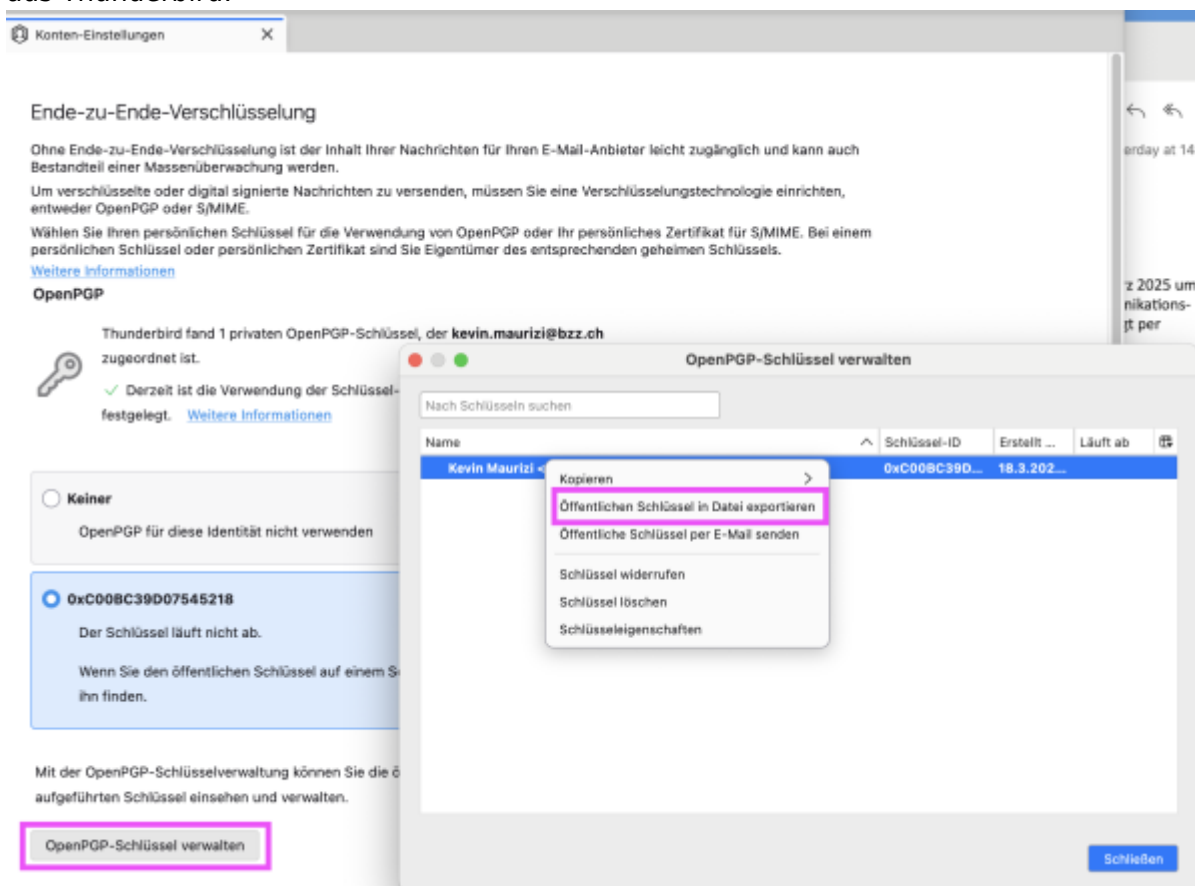 Konten-Einstellungen
Ende-zu-Ende-Verschlüsselung
Ohne Ende-zu-Ende-Verschlüsselung ist der Inhalt Ihrer Nachrichten für Ihren E-Mail-Anbieter leicht zugänglich und kann auch
Bestandteil einer Massenüberwachung werden.
Um verschlüsselte oder digital signierte Nachrichten zu versenden, müssen Sie eine Verschlüsselungstechnologie einrichten,
entweder OpenPGP oder S/MIME.
Wählen Sie Ihren persönlichen Schlüssel für die Verwendung von OpenPGP oder Ihr persönliches Zertifikat für S/MIME. Bei einem
persönlichen Schlüssel oder persönlichen Zertifikat sind Sie Eigentümer des entsprechenden geheimen Schlüssels.
Weitere Informationen
OpenPGP
Thunderbird fand 1 privaten OpenPGP-Schlüssel, der kevin.maurizi@bzz.ch
zugeordnet ist.
Derzeit ist die Verwendung der Schlüssel-
festgelegt. Weitere Informationen
Keiner
OpenPGP für diese Identität nicht verwenden
0xC00BC39D07545218
Der Schlüssel läuft nicht ab.
Wenn Sie den öffentlichen Schlüssel auf einem
ihn finden.
Mit der OpenPGP-Schlüsselverwaltung können Sie die
aufgeführten Schlüssel einsehen und verwalten.
OpenPGP-Schlüssel verwalten
OpenPGP-Schlüssel verwalten
Nach Schlüsseln suchen
Name Schlüssel-ID Erstellt ... Läuft ab
Kevin Maurizi < 0xC00BC39D... 18.3.202...
Kopieren
Öffentlichen Schlüssel in Datei exportieren
Öffentliche Schlüssel per E-Mail senden
Schlüssel widerrufen
Schlüssel löschen
Schlüsseleigenschaften
Schließen
erday at 14
z 2025 um
nikations-
gt per